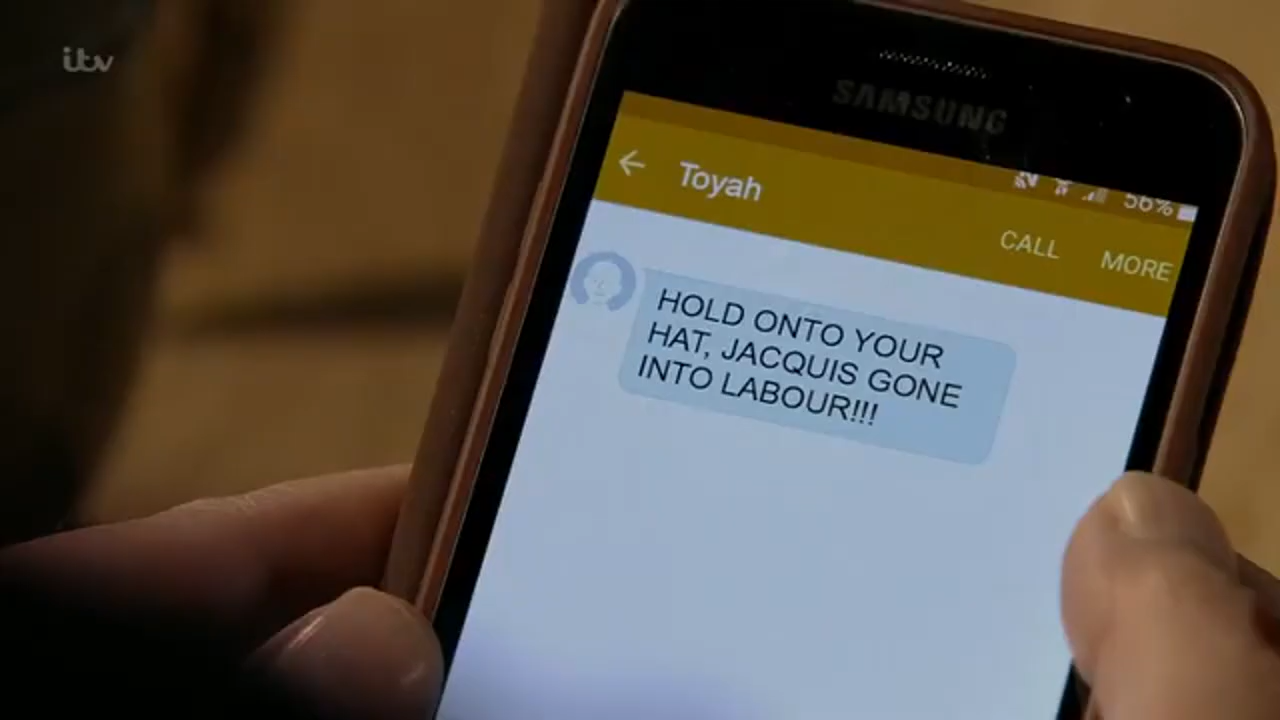 itv
SAMSUNG
56%
Toyah
CALL MORE
HOLD ONTO YOUR
HAT, JACQUIS GONE
INTO LABOUR!!!